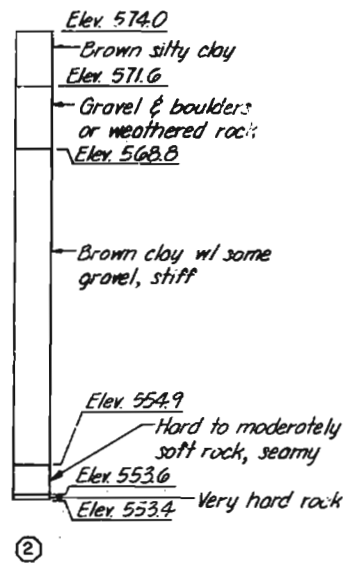 Elev. 574.0
Brown silty clay
Elev. 571.6
Gravel & boulders
or weathered rock
Elev. 568.8
Brown clay w/ some
gravel, stiff
Elev. 554.9
Hard to moderately
soft rock, seamy
Elev. 553.6
Very hard rock
Elev. 553.4
2